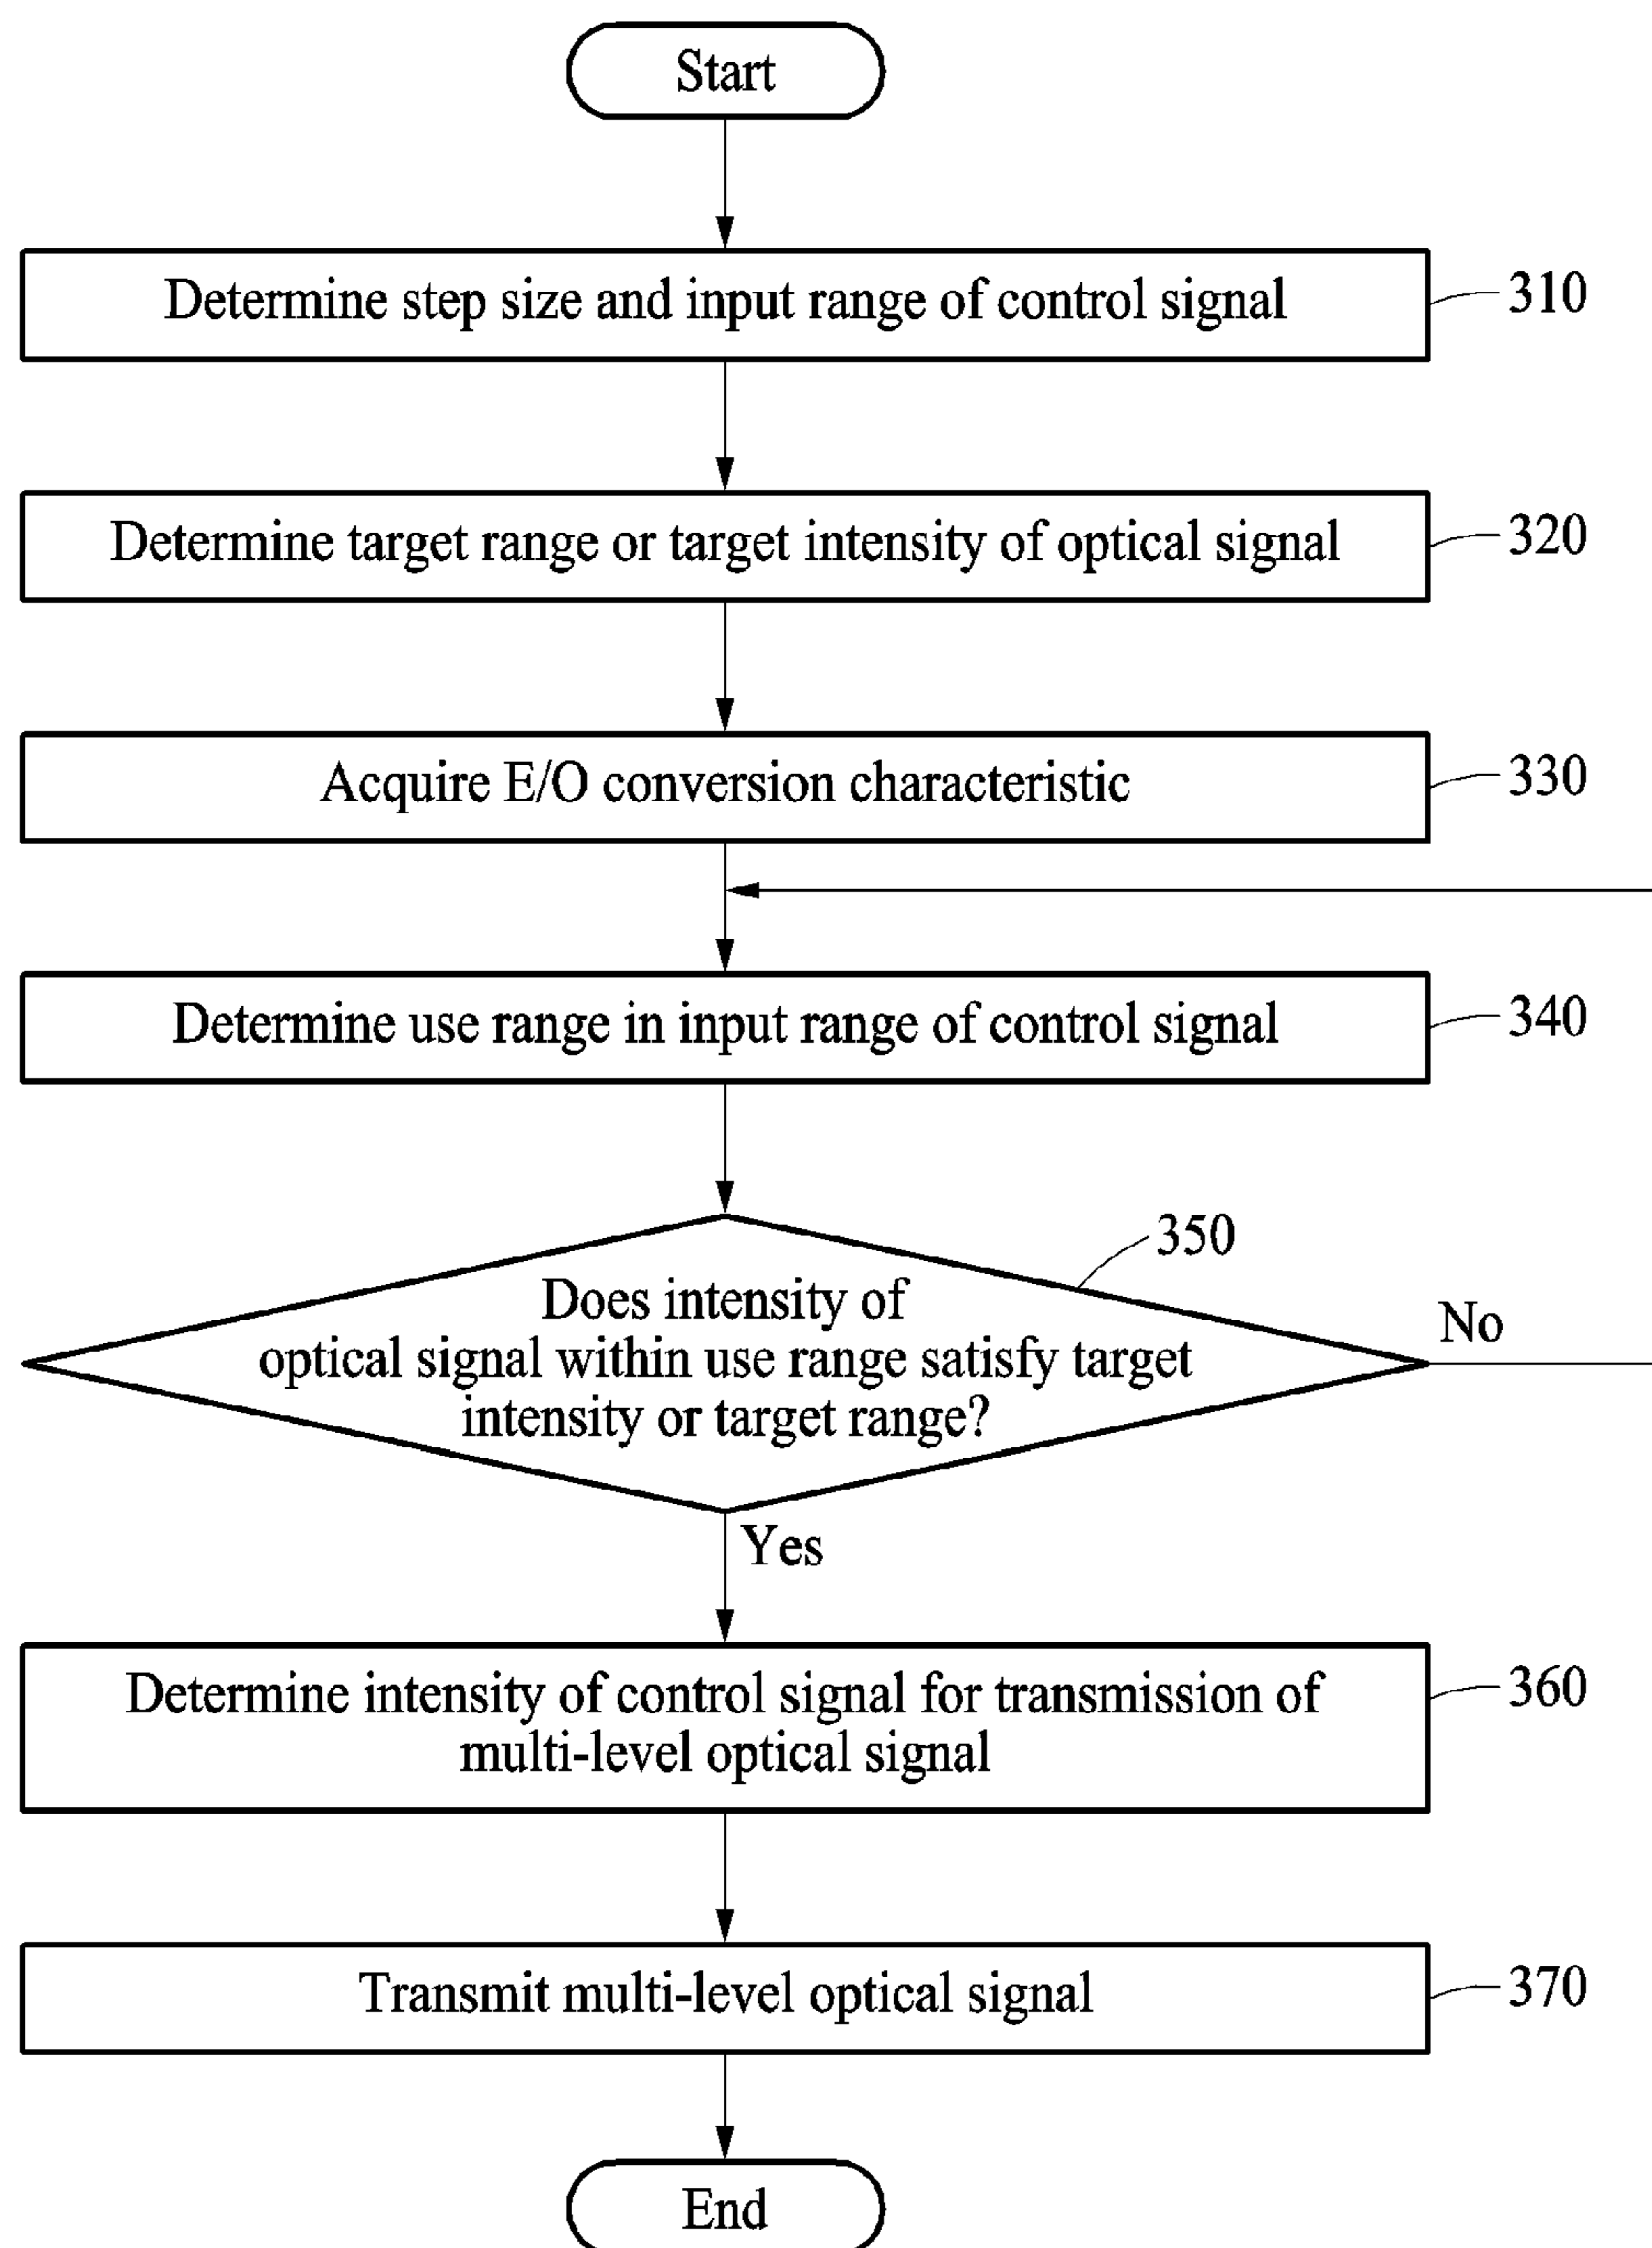 Start
Determine step size and input range of control signal
310
Determine target range or target intensity of optical signal
320
Acquire E/O conversion characteristic
330
Determine use range in input range of control signal
340
350
Does intensity of
optical signal within use range satisfy target
intensity or target range?
No
Yes
Determine intensity of control signal for transmission of
multi-level optical signal
360
Transmit multi-level optical signal
370
End